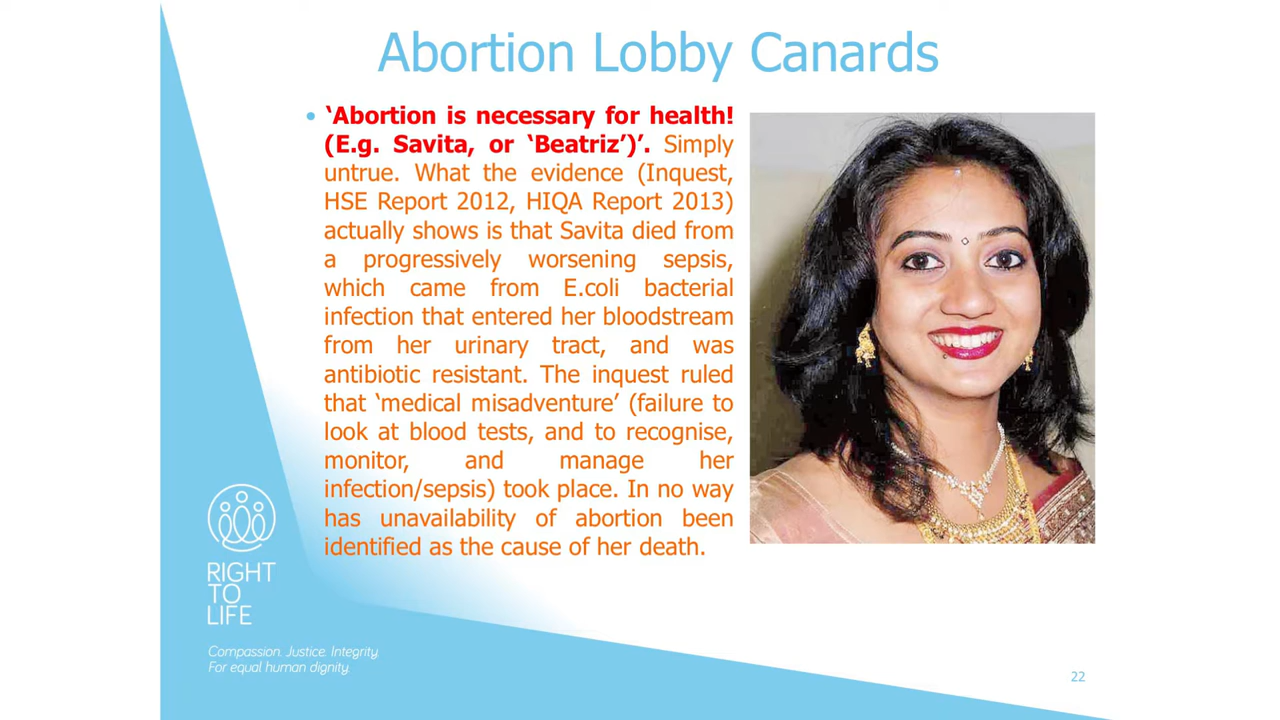 Abortion Lobby Canards
• ‘Abortion is necessary for health!
(E.g. Savita, or ‘Beatriz’)’. Simply
untrue. What the evidence (Inquest,
HSE Report 2012, HIQA Report 2013)
actually shows is that Savita died from
a progressively worsening sepsis,
which came from E.coli bacterial
infection that entered her bloodstream
from her urinary tract, and was
antibiotic resistant. The inquest ruled
that ‘medical misadventure’ (failure to
look at blood tests, and to recognise,
monitor, and manage her
infection/sepsis) took place. In no way
has unavailability of abortion been
identified as the cause of her death.
RIGHT
TO
LIFE
Compassion. Justice. Integrity.
For equal human dignity.
22